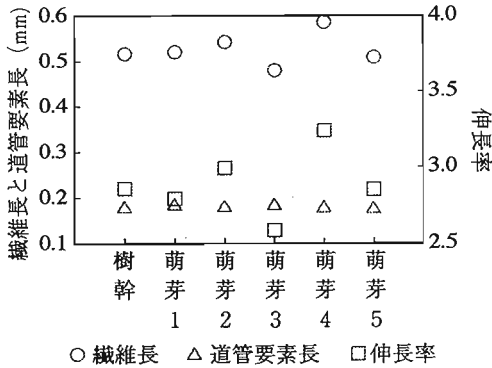 繊維長と道管要素長 (mm)
0.6
0.5
0.4
0.3
0.2
0.1
4.0
3.5
3.0
2.5
伸長率
樹幹
萌芽1
萌芽2
萌芽3
萌芽4
萌芽5
○ 繊維長 △ 道管要素長 □ 伸長率